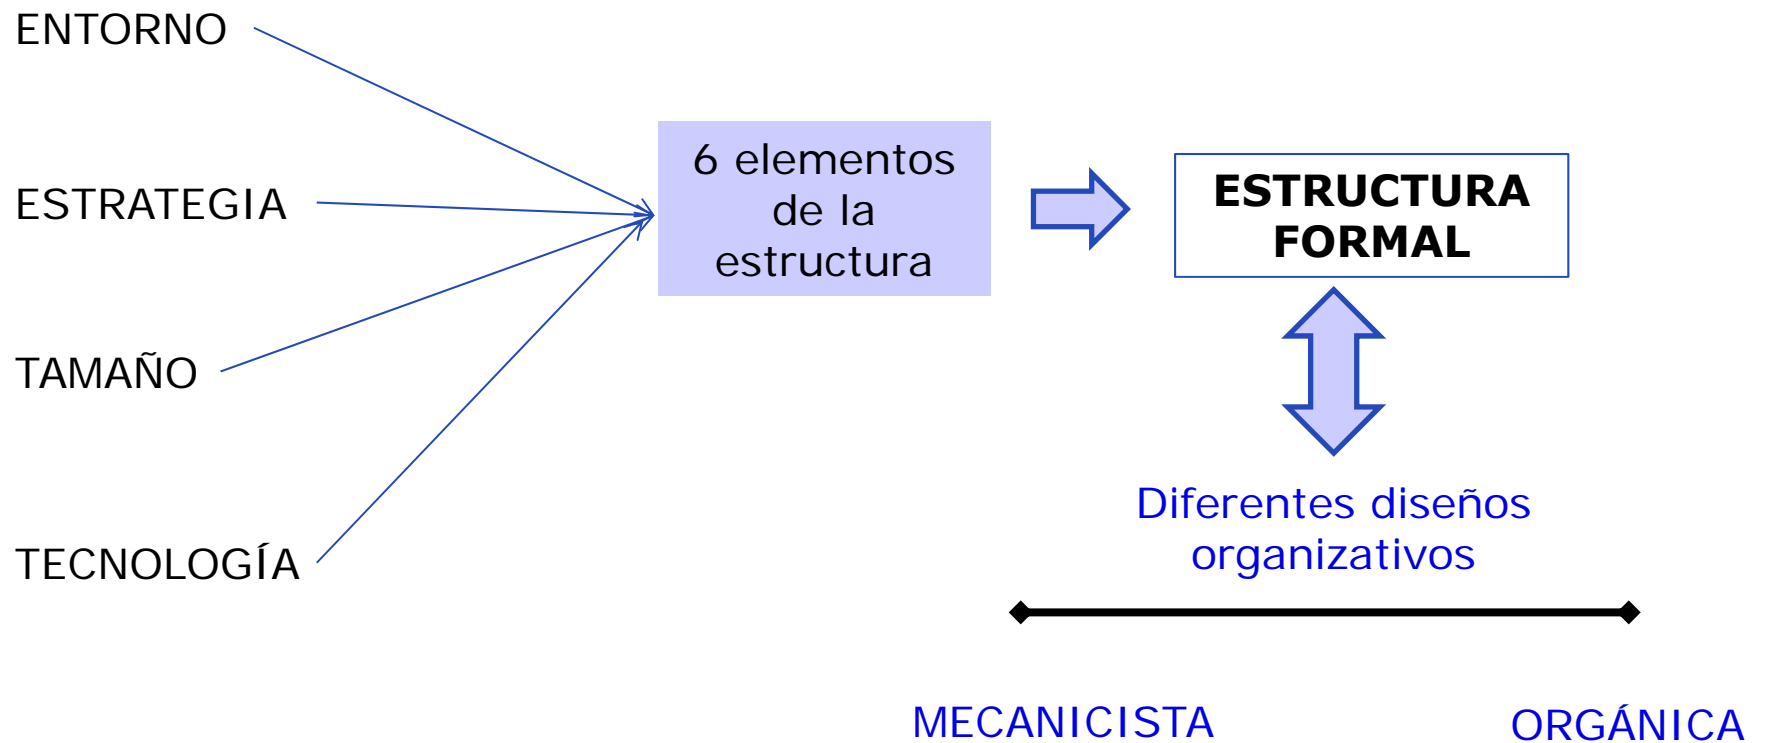 ENTORNO
ESTRATEGIA
TAMAÑO
TECNOLOGÍA
6 elementos
de la
estructura
ESTRUCTURA
FORMAL
Diferentes diseños
organizativos
MECANICISTA
ORGÁNICA